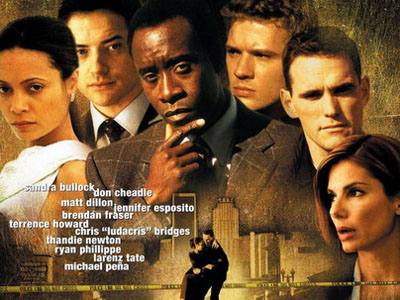 sandra bullock
don cheadle
matt dillon
jennifer esposito
brendan fraser
terrence howard
chris "ludacris" bridges
thandie newton
ryan phillippe
larenz tate
michael peña